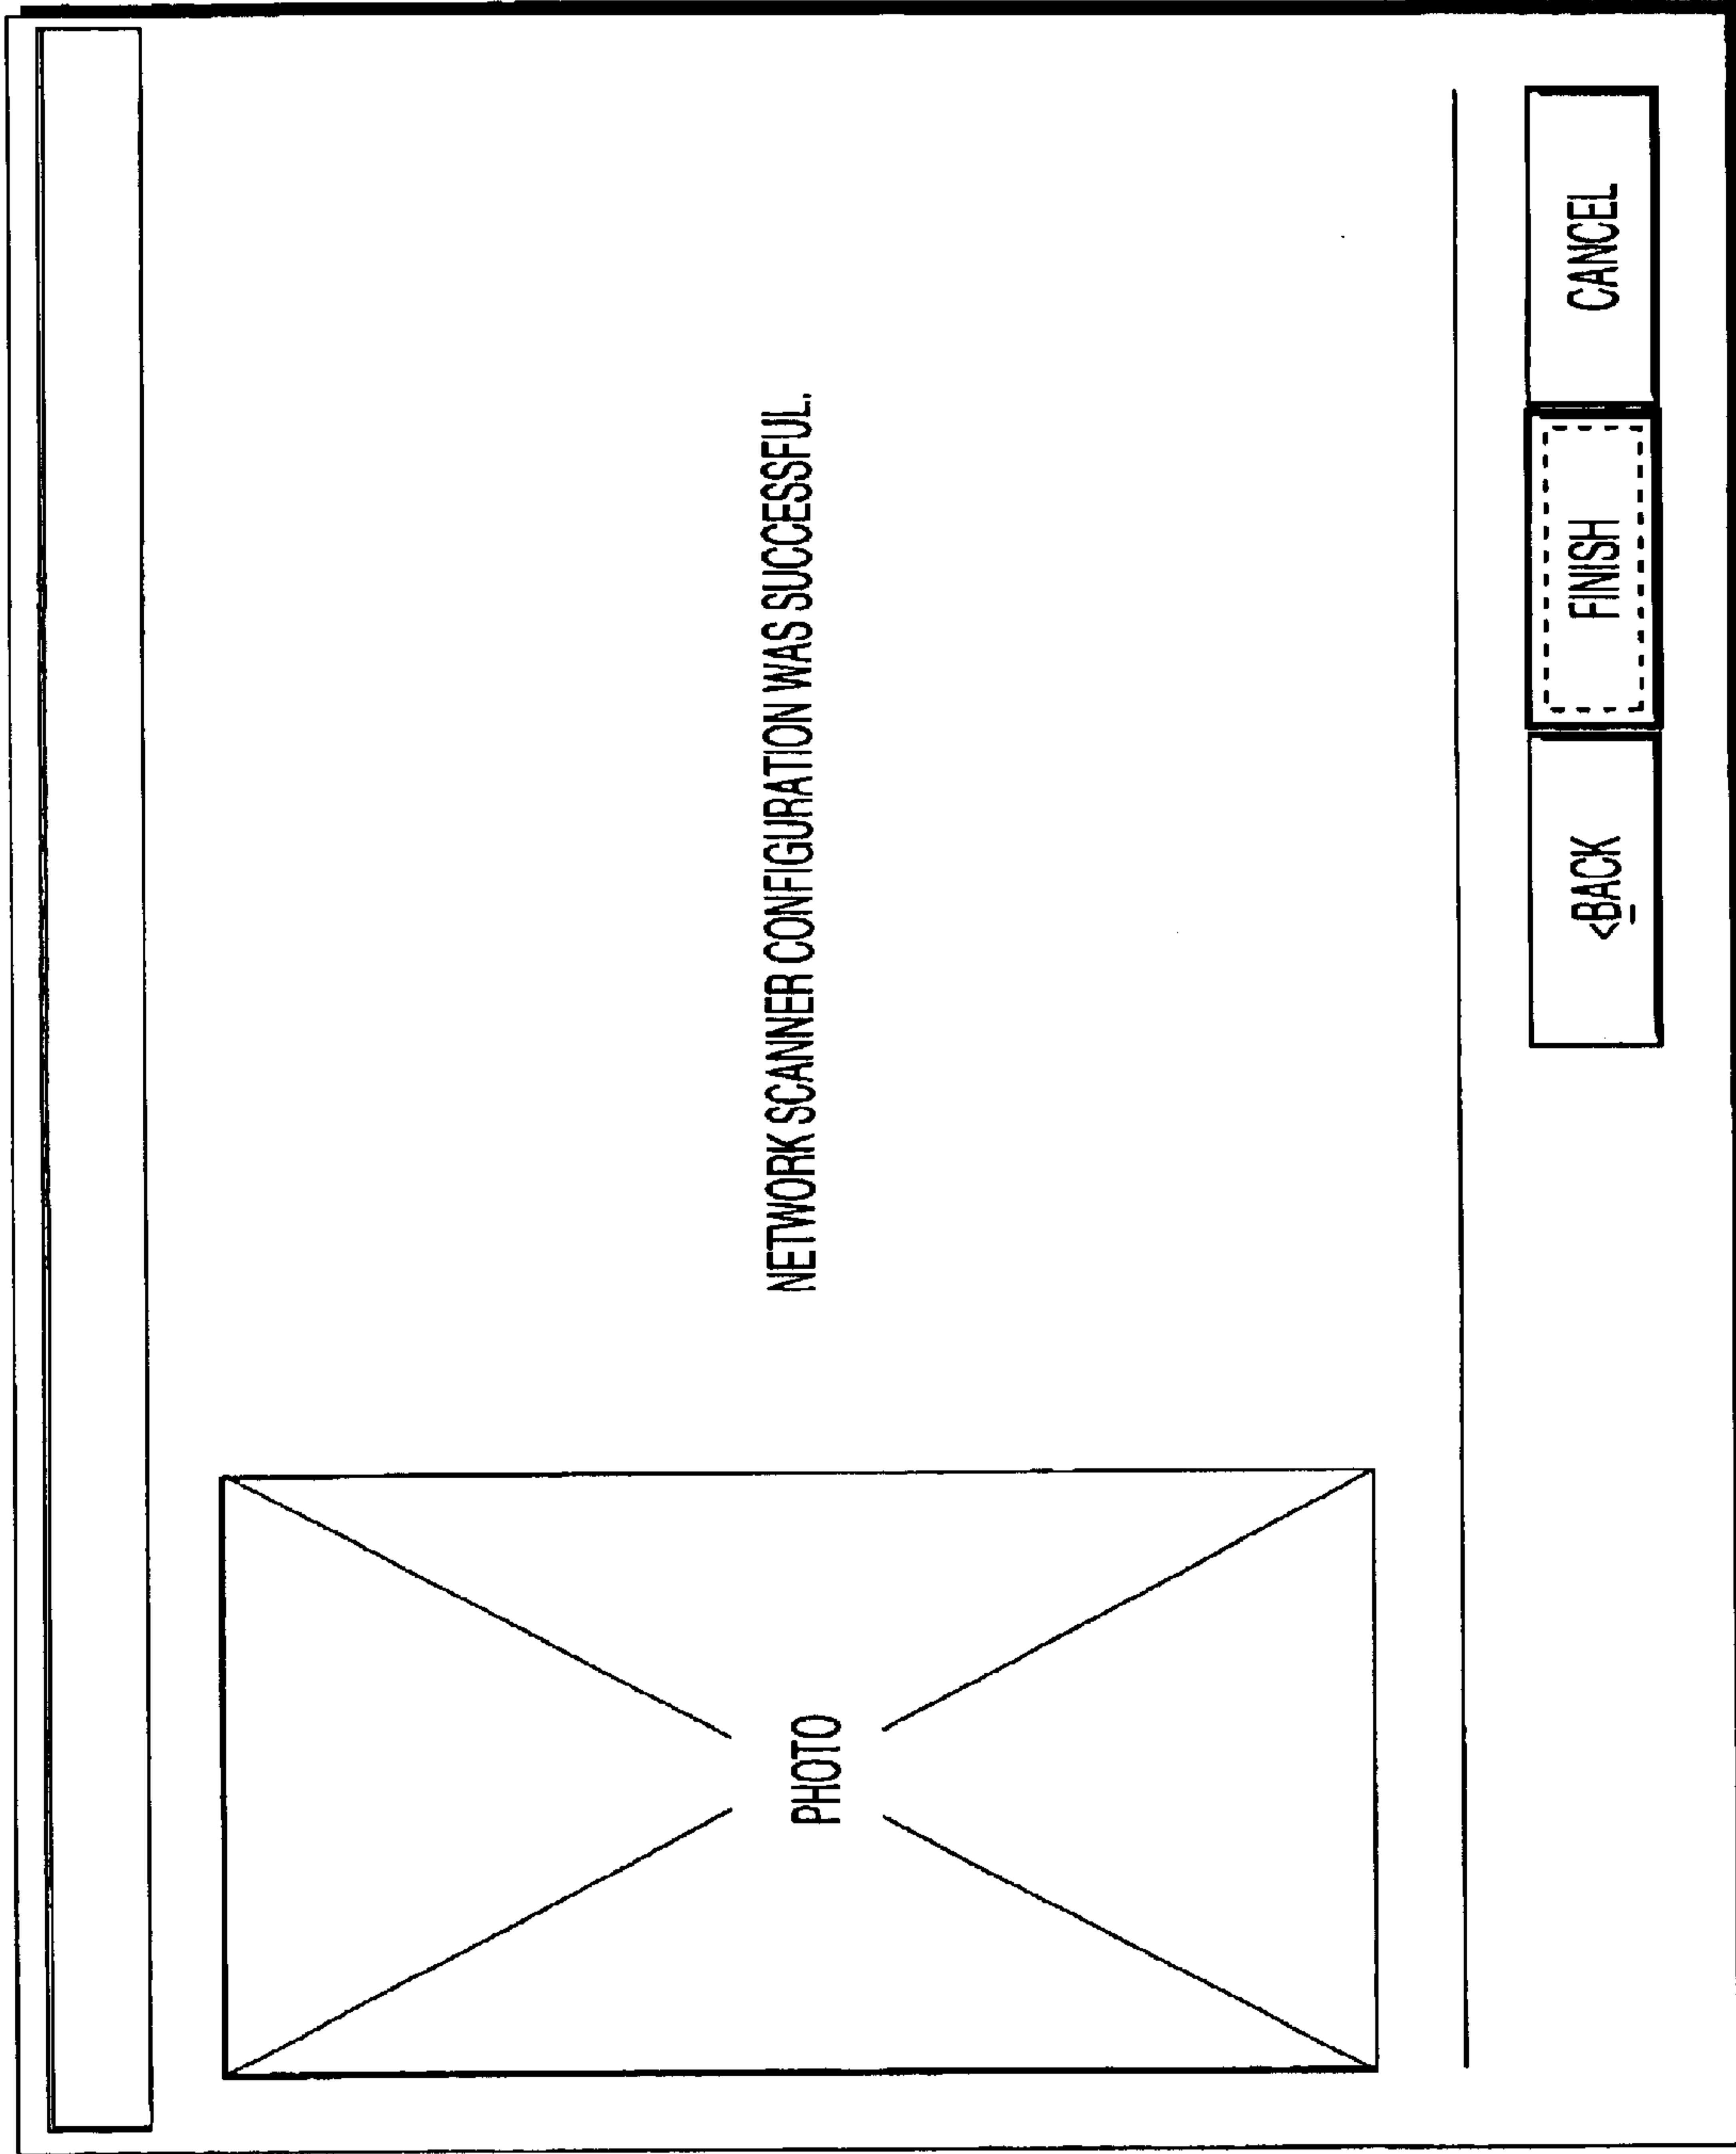 NETWORK SCANNER CONFIGURATION WAS SUCCESSFUL.
PHOTO
<BACK
FINISH
CANCEL